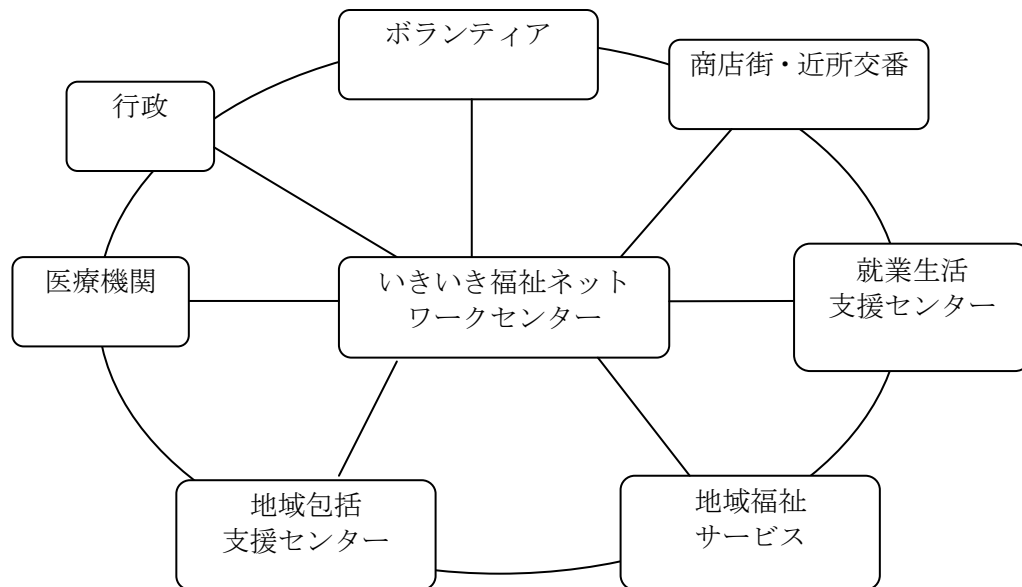 ボランティア
商店街・近所交番
行政
医療機関
いきいき福祉ネット
ワークセンター
就業生活
支援センター
地域包括
支援センター
地域福祉
サービス